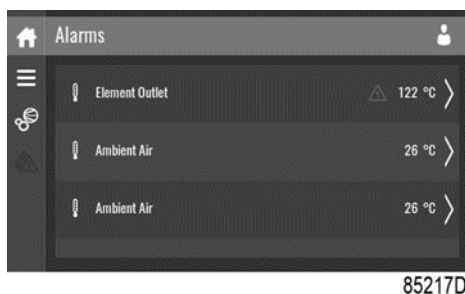 Alarms
Element Outlet 122 °C
Ambient Air 26 °C
Ambient Air 26 °C
85217D